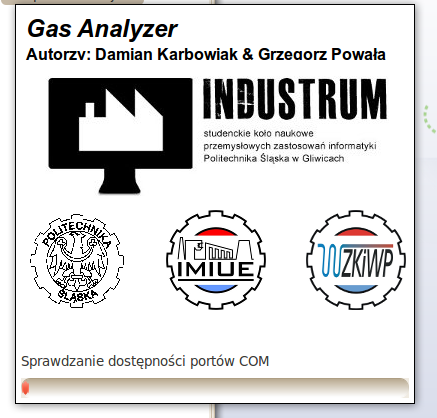 Gas Analyzer
Autorzy: Damian Karbowiak & Grzegorz Powała
INDUSTRUM
studenckie koło naukowe
przemysłowych zastosowań informatyki
Politechnika Śląska w Gliwicach
POLITECHNIKA
ŚLĄSKA
IMIUE
WZKiWP
Sprawdzanie dostępności portów COM